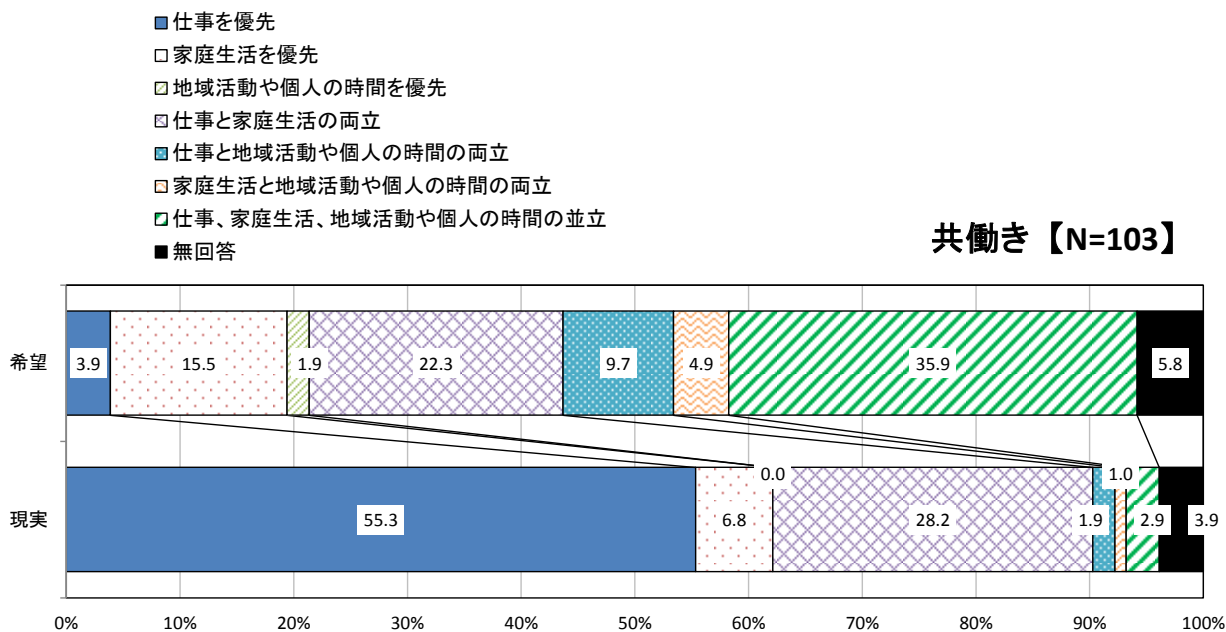 仕事を優先
家庭生活を優先
地域活動や個人の時間を優先
仕事と家庭生活の両立
仕事と地域活動や個人の時間の両立
家庭生活と地域活動や個人の時間の両立
仕事、家庭生活、地域活動や個人の時間の並立
無回答
共働き【N=103】
希望 3.9 15.5 1.9 22.3 9.7 4.9 35.9 5.8
現実 55.3 6.8 0.0 28.2 1.9 1.0 2.9 3.9
0% 10% 20% 30% 40% 50% 60% 70% 80% 90% 100%